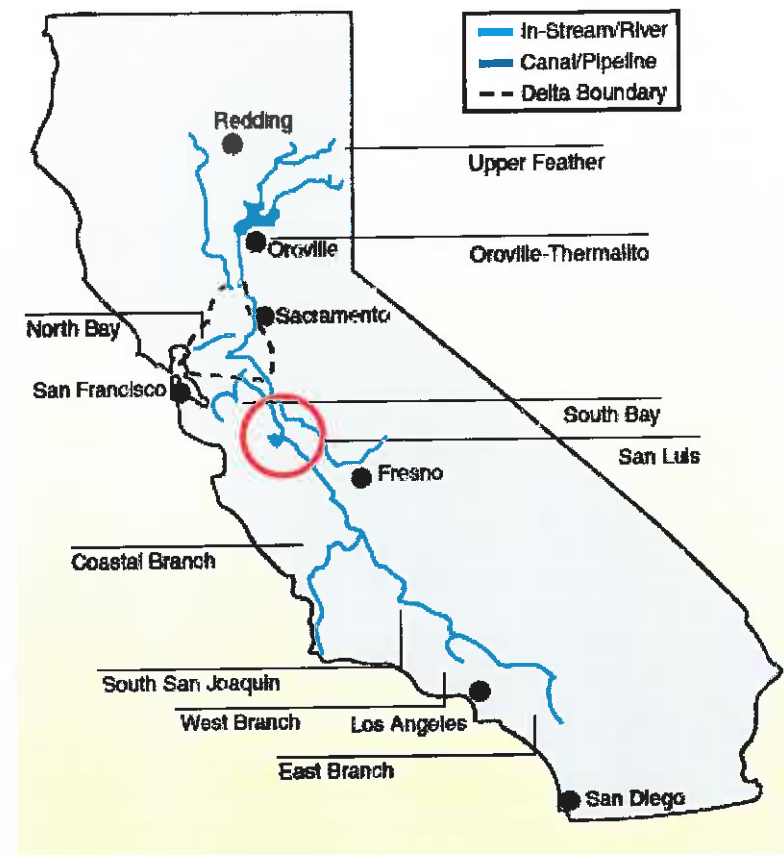 In-Stream/River
Canal/Pipeline
Delta Boundary
Redding
Upper Feather
Oroville
Oroville-Thermalito
North Bay
Sacramento
San Francisco
South Bay
San Luis
Fresno
Coastal Branch
South San Joaquin
West Branch
Los Angeles
East Branch
San Diego